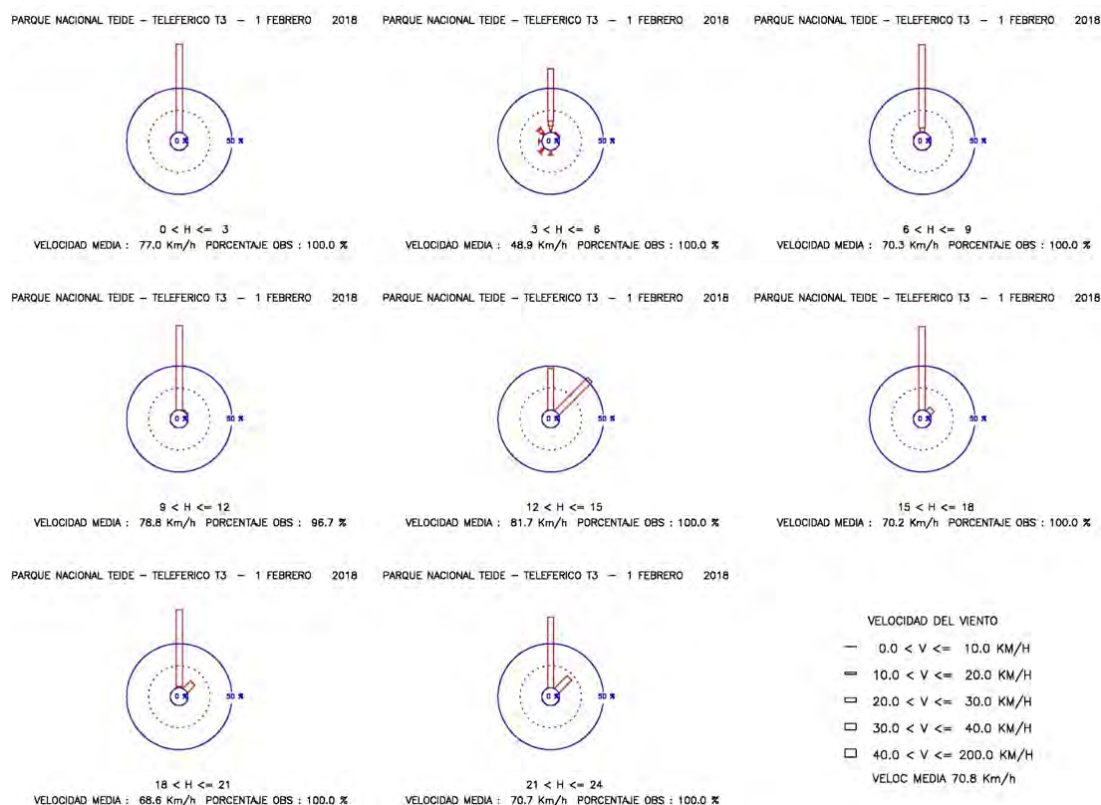 PARQUE NACIONAL TEIDE – TELEFERICO T3 – 1 FEBRERO 2018
0 %
50 %
0 < H <= 3
VELOCIDAD MEDIA : 77.0 Km/h PORCENTAJE OBS : 100.0 %
PARQUE NACIONAL TEIDE – TELEFERICO T3 – 1 FEBRERO 2018
0 %
50 %
3 < H <= 6
VELOCIDAD MEDIA : 48.9 Km/h PORCENTAJE OBS : 100.0 %
PARQUE NACIONAL TEIDE – TELEFERICO T3 – 1 FEBRERO 2018
0 %
50 %
6 < H <= 9
VELOCIDAD MEDIA : 70.3 Km/h PORCENTAJE OBS : 100.0 %
PARQUE NACIONAL TEIDE – TELEFERICO T3 – 1 FEBRERO 2018
0 %
50 %
9 < H <= 12
VELOCIDAD MEDIA : 78.8 Km/h PORCENTAJE OBS : 96.7 %
PARQUE NACIONAL TEIDE – TELEFERICO T3 – 1 FEBRERO 2018
0 %
50 %
12 < H <= 15
VELOCIDAD MEDIA : 81.7 Km/h PORCENTAJE OBS : 100.0 %
PARQUE NACIONAL TEIDE – TELEFERICO T3 – 1 FEBRERO 2018
0 %
50 %
15 < H <= 18
VELOCIDAD MEDIA : 70.2 Km/h PORCENTAJE OBS : 100.0 %
PARQUE NACIONAL TEIDE – TELEFERICO T3 – 1 FEBRERO 2018
0 %
50 %
18 < H <= 21
VELOCIDAD MEDIA : 68.6 Km/h PORCENTAJE OBS : 100.0 %
PARQUE NACIONAL TEIDE – TELEFERICO T3 – 1 FEBRERO 2018
0 %
50 %
21 < H <= 24
VELOCIDAD MEDIA : 70.7 Km/h PORCENTAJE OBS : 100.0 %
VELOCIDAD DEL VIENTO
0.0 < V <= 10.0 KM/H
10.0 < V <= 20.0 KM/H
20.0 < V <= 30.0 KM/H
30.0 < V <= 40.0 KM/H
40.0 < V <= 200.0 KM/H
VELOC MEDIA 70.8 Km/h